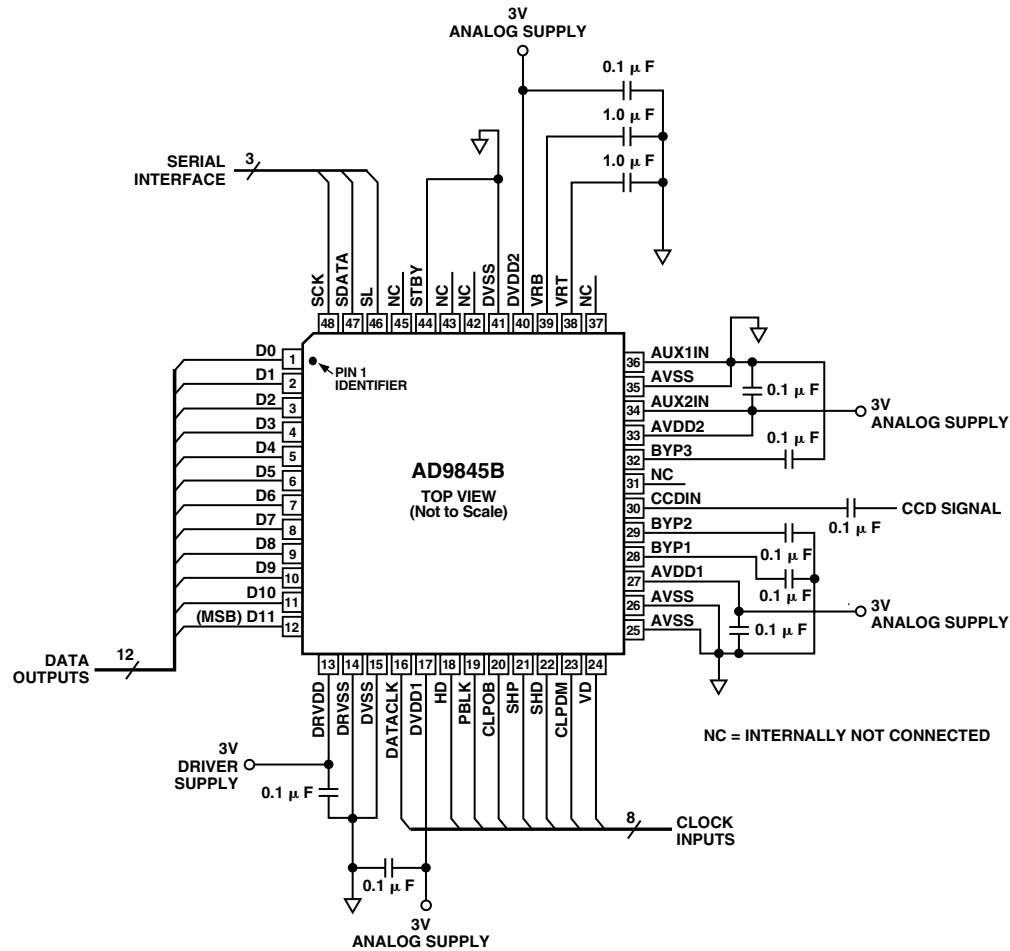 3V
ANALOG SUPPLY
0.1 μ F
1.0 μ F
1.0 μ F
SERIAL
INTERFACE
3
SCK
SDATA
SL
NC
STBY
NC
NC
DVSS
DVDD2
VRB
VRT
NC
48
47
46
45
44
43
42
41
40
39
38
37
D0
D1
D2
D3
D4
D5
D6
D7
D8
D9
D10
(MSB) D11
1
2
3
4
5
6
7
8
9
10
11
12
PIN 1
IDENTIFIER
AD9845B
TOP VIEW
(Not to Scale)
36
35
34
33
32
31
30
29
28
27
26
25
AUX1IN
AVSS
AUX2IN
AVDD2
BYP3
NC
CCDIN
BYP2
BYP1
AVDD1
AVSS
AVSS
0.1 μ F
3V
ANALOG SUPPLY
0.1 μ F
CCD SIGNAL
0.1 μ F
0.1 μ F
0.1 μ F
3V
ANALOG SUPPLY
0.1 μ F
DATA
OUTPUTS
12
13
14
15
16
17
18
19
20
21
22
23
24
DRVDD
DRVSS
DVSS
DATACLK
DVDD1
HD
PBLK
CLPOB
SHP
SHD
CLPDM
VD
NC = INTERNALLY NOT CONNECTED
3V
DRIVER
SUPPLY
0.1 μ F
8
CLOCK
INPUTS
0.1 μ F
3V
ANALOG SUPPLY